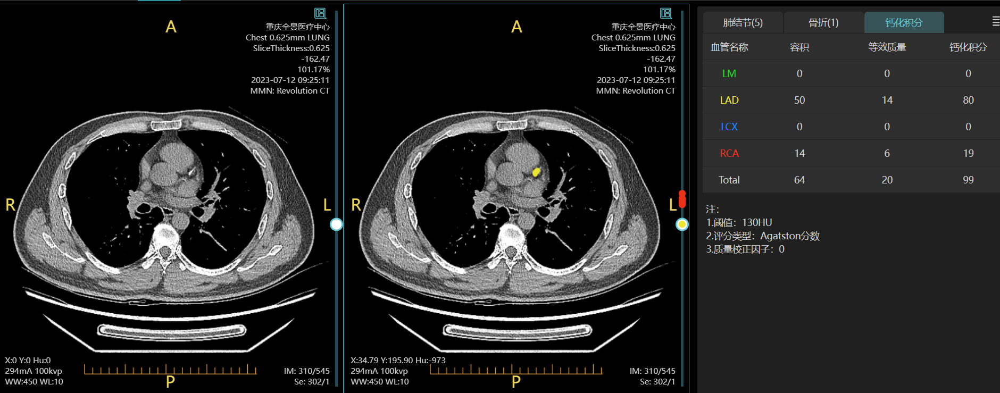 A
重庆全景医疗中心
Chest 0.625mm LUNG
SliceThickness:0.625
-162.47
101.17%
2023-07-12 09:25:11
MMN: Revolution CT
R
L
X:0 Y:0 Hu:0
294mA 100kvp
WW:450 WL:10
P
IM: 310/545
Se: 302/1
A
重庆全景医疗中心
Chest 0.625mm LUNG
SliceThickness:0.625
-162.47
101.17%
2023-07-12 09:25:11
MMN: Revolution CT
R
L
X:34.79 Y:195.90 Hu:-973
294mA 100kvp
WW:450 WL:10
P
IM: 310/545
Se: 302/1
肺结节(5) 骨折(1) 钙化积分
血管名称 容积 等效质量 钙化积分
LM 0 0 0
LAD 50 14 80
LCX 0 0 0
RCA 14 6 19
Total 64 20 99
注：
1.阈值：130HU
2.评分类型：Agatston分数
3.质量校正因子：0